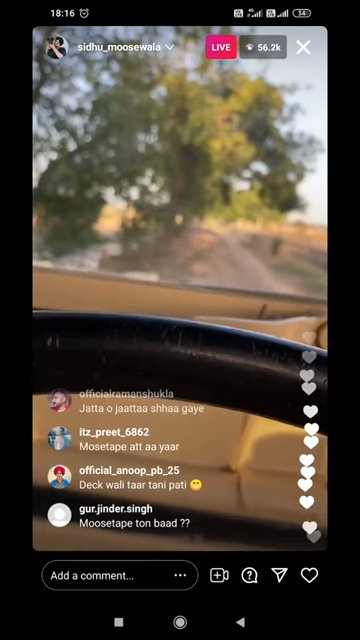 18:16
34
sidhu_moosewala
LIVE
56.2k
officialramanshukla
Jatta o jaattaa shhaa gaye
itz_preet_6862
Mosetape att aa yaar
official_anoop_pb_25
Deck wali taar tani pati 😁
gur.jinder.singh
Moosetape ton baad ??
Add a comment...